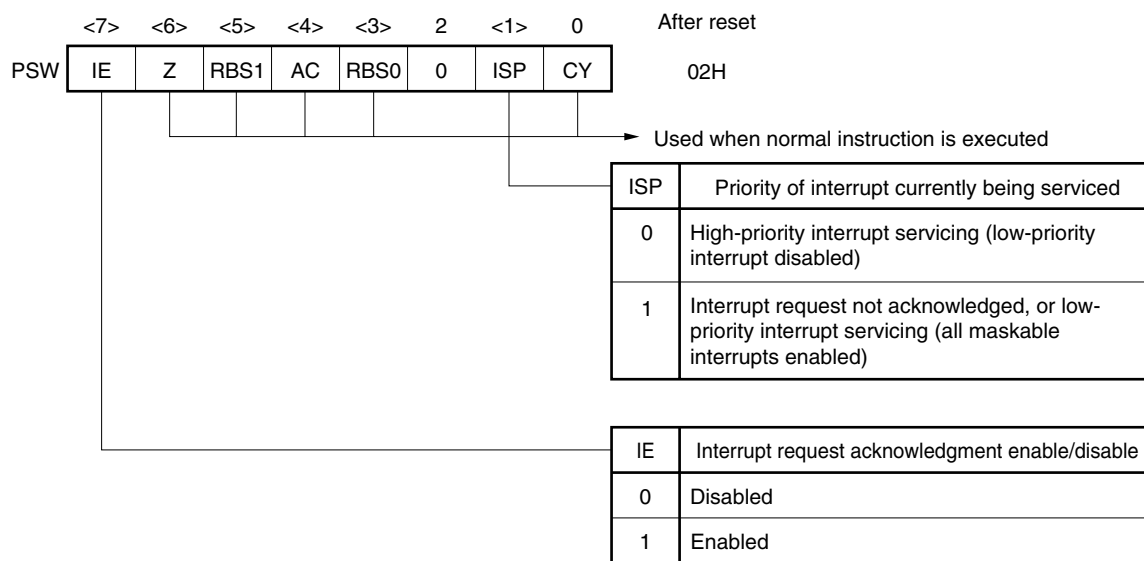 <7> <6> <5> <4> <3> 2 <1> 0 After reset
PSW IE Z RBS1 AC RBS0 0 ISP CY 02H
Used when normal instruction is executed
ISP Priority of interrupt currently being serviced
0 High-priority interrupt servicing (low-priority
interrupt disabled)
1 Interrupt request not acknowledged, or low-
priority interrupt servicing (all maskable
interrupts enabled)
IE Interrupt request acknowledgment enable/disable
0 Disabled
1 Enabled